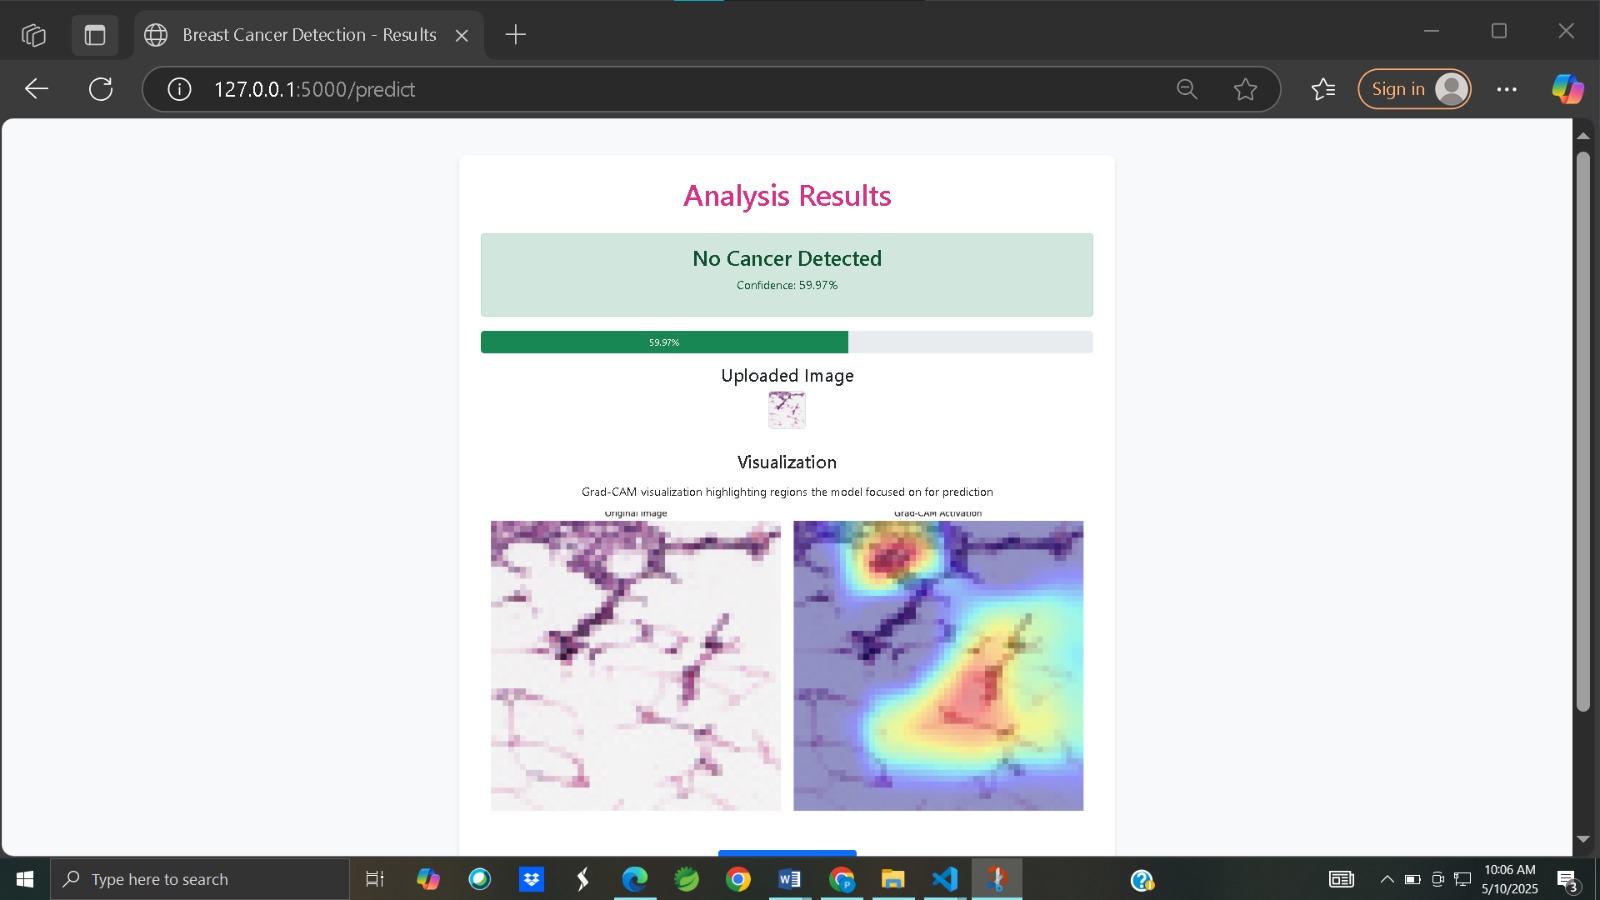 Breast Cancer Detection - Results
127.0.0.1:5000/predict
Sign in
Analysis Results
No Cancer Detected
Confidence: 59.97%
59.97%
Uploaded Image
Visualization
Grad-CAM visualization highlighting regions the model focused on for prediction
Original Image
Grad-CAM Activation
Type here to search
10:06 AM
5/10/2025
3